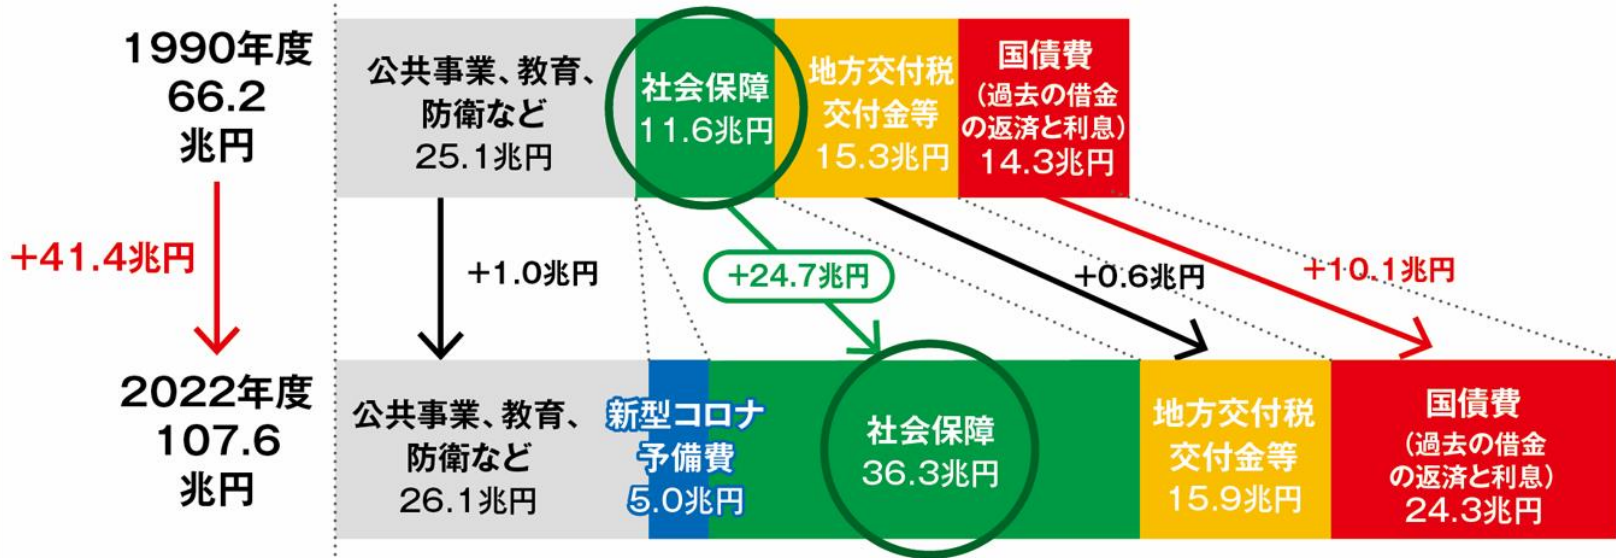 1990年度
66.2
兆円
公共事業、教育、
防衛など
25.1兆円
社会保障
11.6兆円
地方交付税
交付金等
15.3兆円
国債費
(過去の借金
の返済と利息)
14.3兆円
+41.4兆円
+1.0兆円
+24.7兆円
+0.6兆円
+10.1兆円
2022年度
107.6
兆円
公共事業、教育、
防衛など
26.1兆円
新型コロナ
予備費
5.0兆円
社会保障
36.3兆円
地方交付税
交付金等
15.9兆円
国債費
(過去の借金
の返済と利息)
24.3兆円